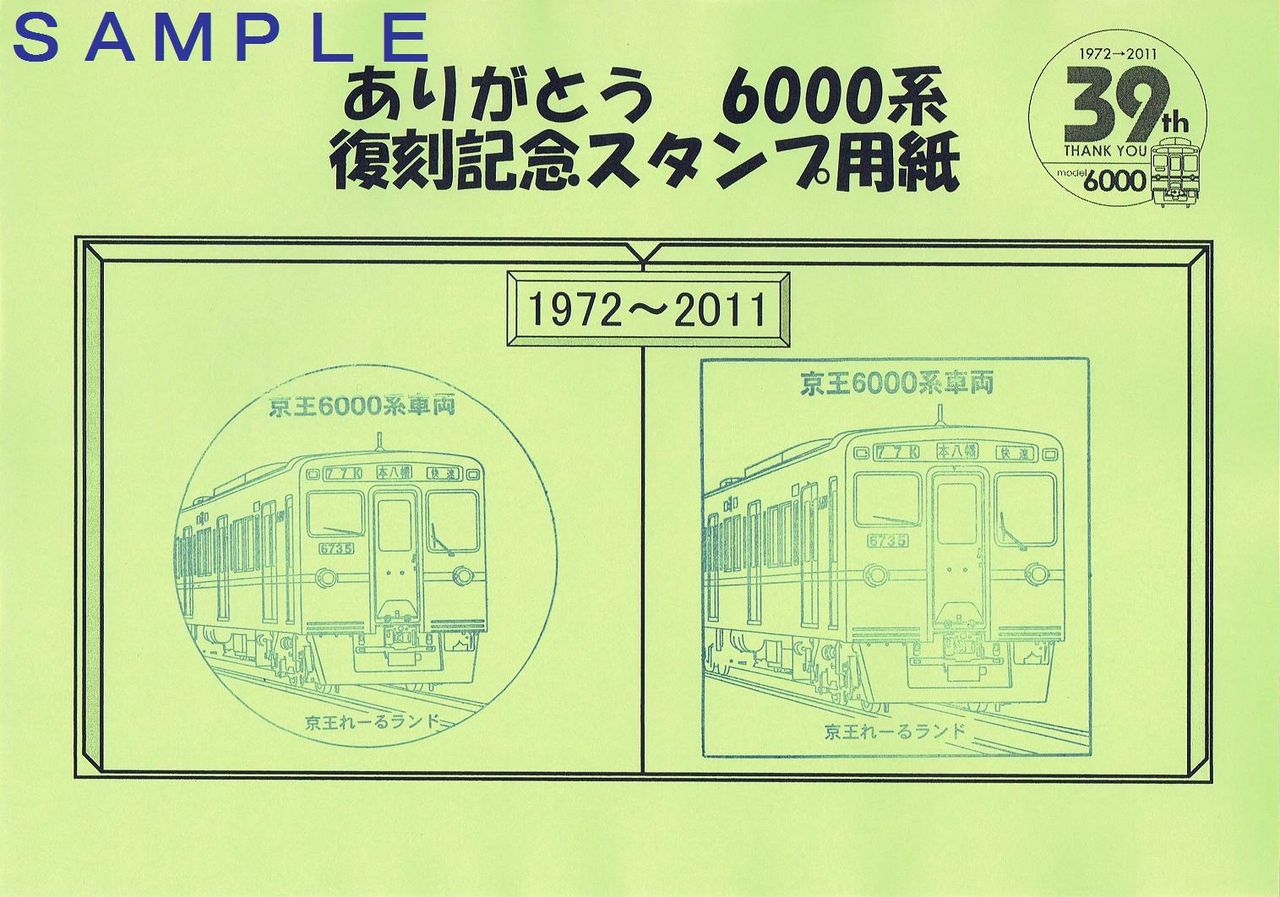 SAMPLE
ありがとう 6000系
復刻記念スタンプ用紙
1972→2011
39th
THANK YOU
model 6000
1972～2011
京王6000系車両
77K 本八幡 快速
6735
京王れーるランド
京王6000系車両
77K 本八幡 快速
6735
京王れーるランド